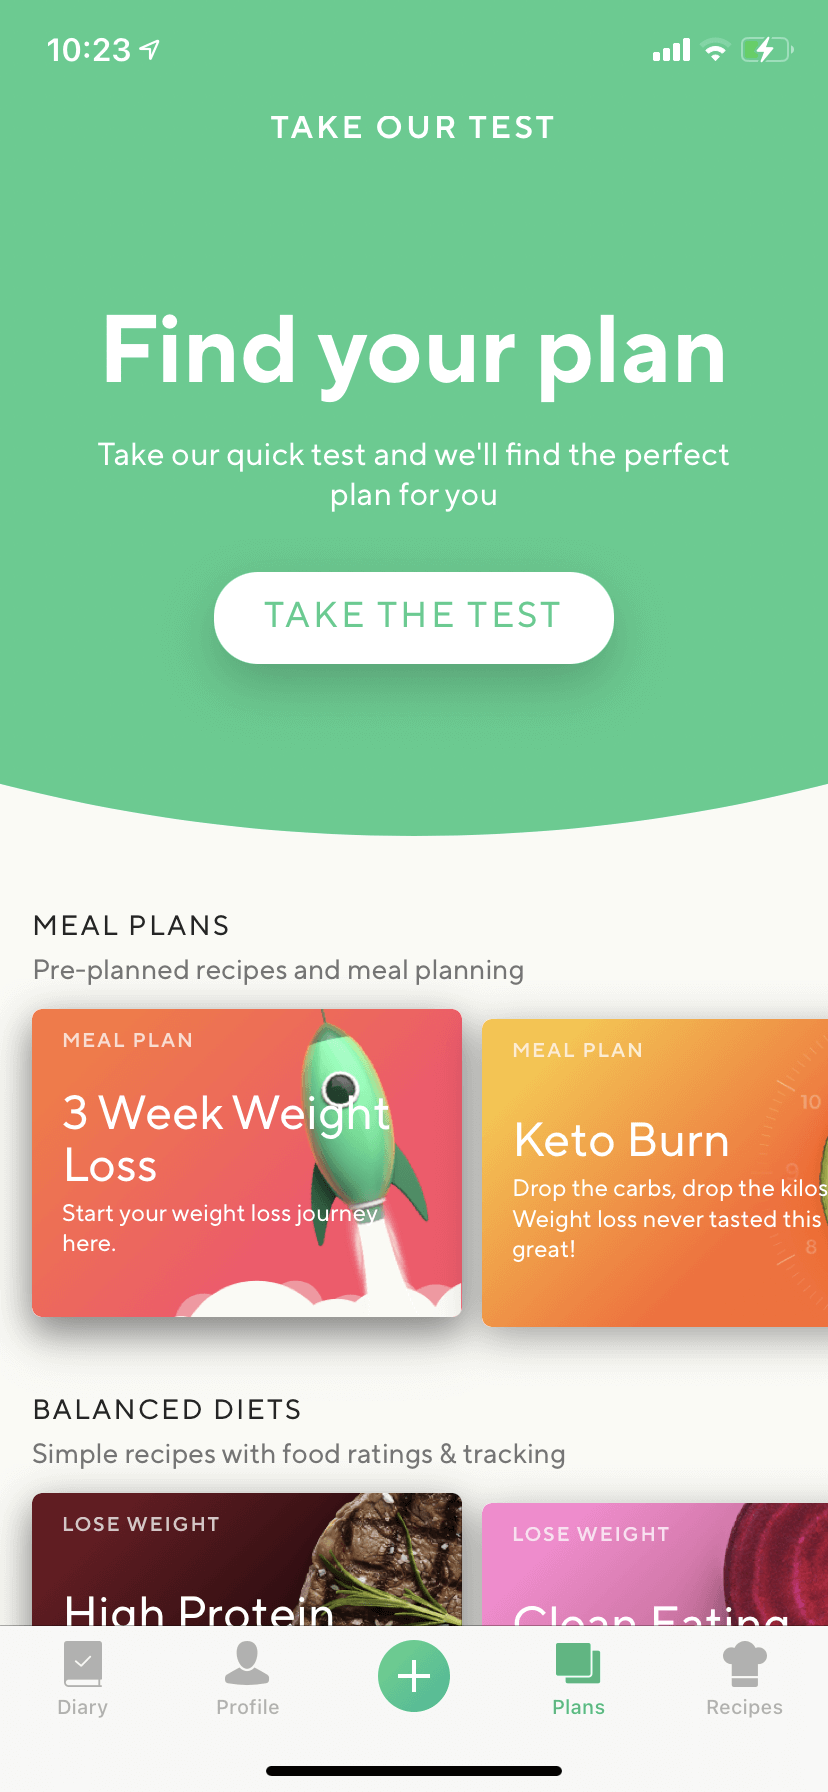 10:23
TAKE OUR TEST
Find your plan
Take our quick test and we'll find the perfect
plan for you
TAKE THE TEST
MEAL PLANS
Pre-planned recipes and meal planning
MEAL PLAN
3 Week Weight
Loss
Start your weight loss journey
here.
MEAL PLAN
Keto Burn
Drop the carbs, drop the kilos
Weight loss never tasted this
great!
10
9
8
BALANCED DIETS
Simple recipes with food ratings & tracking
LOSE WEIGHT
High Protein
LOSE WEIGHT
Clean Eating
Diary
Profile
Plans
Recipes